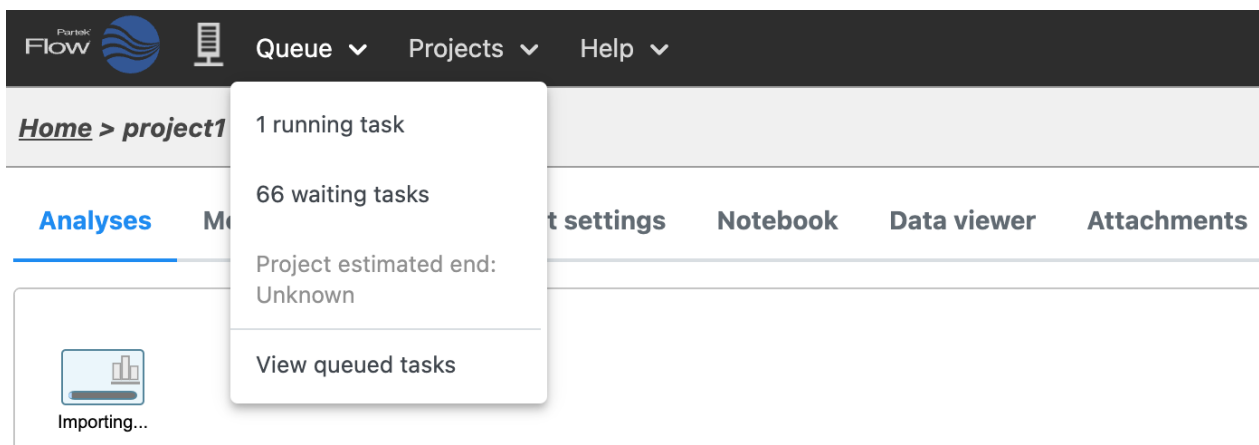 Partek
Flow
Queue Projects Help
Home > project1
1 running task
66 waiting tasks
Project estimated end:
Unknown
View queued tasks
Analyses t settings Notebook Data viewer Attachments
Importing...